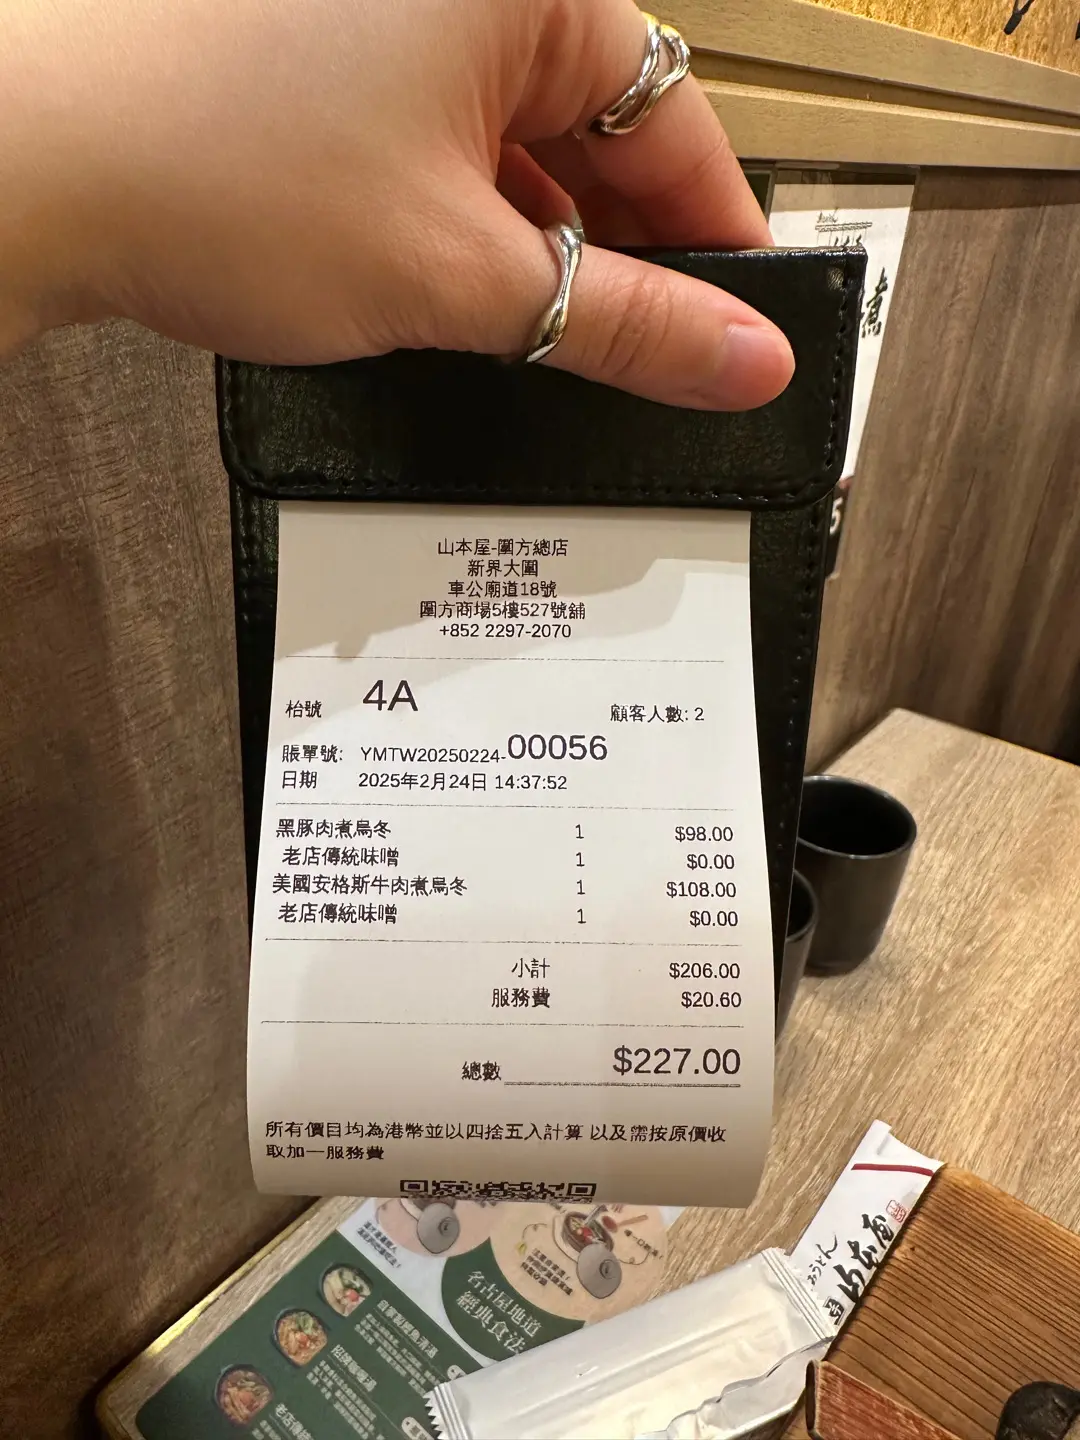 山本屋-圍方總店
新界大圍
車公廟道18號
圍方商場5樓527號舖
+852 2297-2070
枱號 4A 顧客人數: 2
賬單號: YMTW20250224-00056
日期 2025年2月24日 14:37:52
黑豚肉煮烏冬 1 $98.00
老店傳統味噌 1 $0.00
美國安格斯牛肉煮烏冬 1 $108.00
老店傳統味噌 1 $0.00
小計 $206.00
服務費 $20.60
總數 $227.00
所有價目均為港幣並以四捨五入計算 以及需按原價收
取加一服務費
名古屋地道
經典食法
煮
5
山本屋